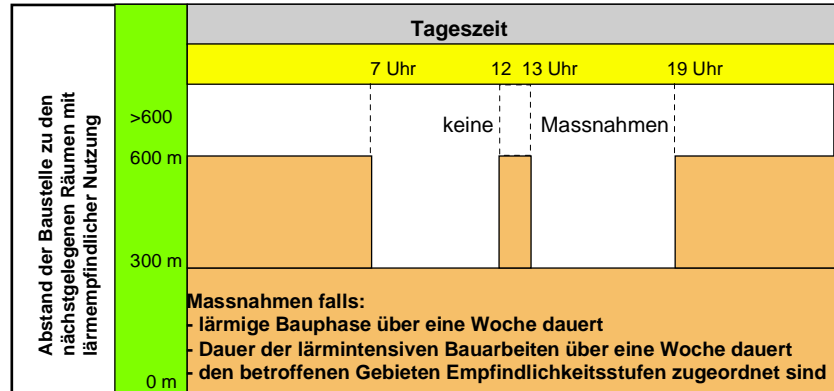 Tageszeit
7 Uhr 12 13 Uhr 19 Uhr
Abstand der Baustelle zu den
nächstgelegenen Räumen mit
lärmempfindlicher Nutzung
>600
keine Massnahmen
600 m
300 m
Massnahmen falls:
- lärmige Bauphase über eine Woche dauert
- Dauer der lärmintensiven Bauarbeiten über eine Woche dauert
- den betroffenen Gebieten Empfindlichkeitsstufen zugeordnet sind
0 m